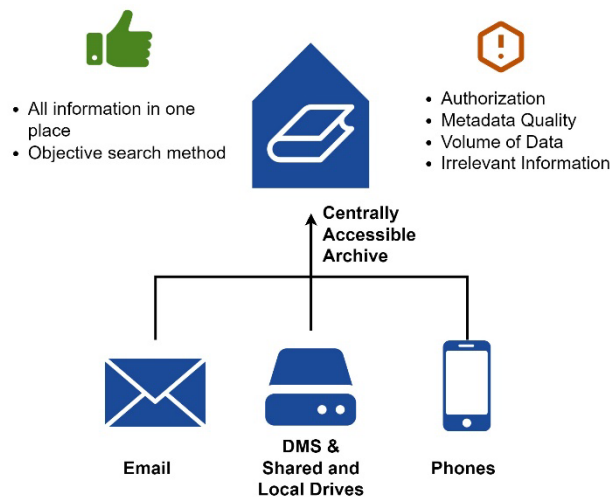 • All information in one
place
• Objective search method
• Authorization
• Metadata Quality
• Volume of Data
• Irrelevant Information
Centrally
Accessible
Archive
Email
DMS &
Shared and
Local Drives
Phones